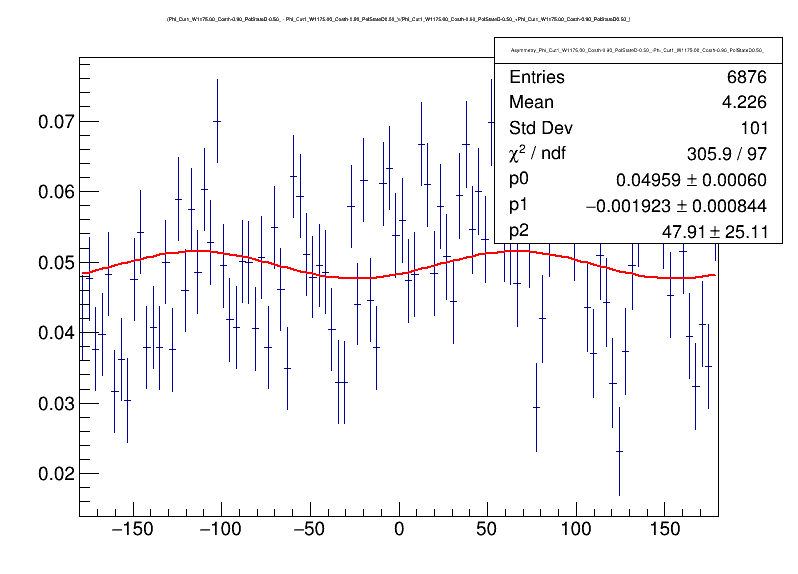 Entries 6876
Mean 4.226
Std Dev 101
χ² / ndf 305.9 / 97
p0 0.04959 ± 0.00060
p1 −0.001923 ± 0.000844
p2 47.91 ± 25.11
0.07
0.06
0.05
0.04
0.03
0.02
−150 −100 −50 0 50 100 150